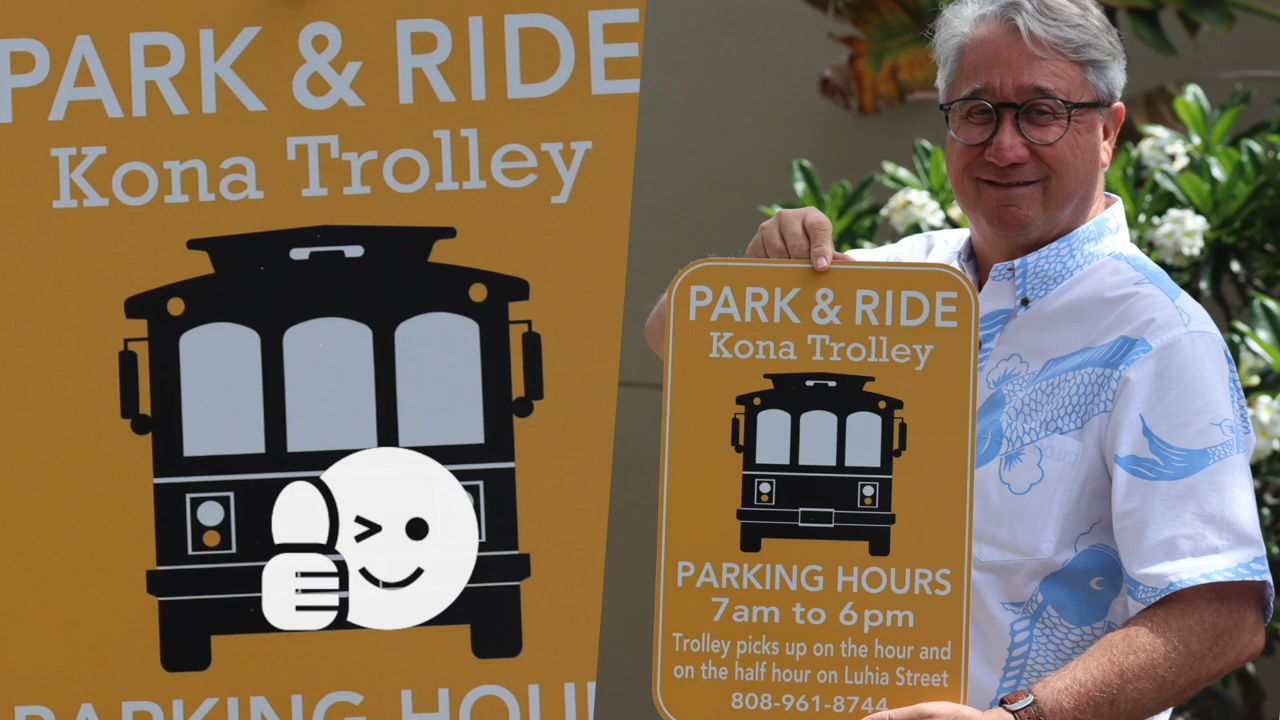 PARK & RIDE
Kona Trolley
PARKING HOU
PARK & RIDE
Kona Trolley
PARKING HOURS
7am to 6pm
Trolley picks up on the hour and
on the half hour on Luhia Street
808-961-8744